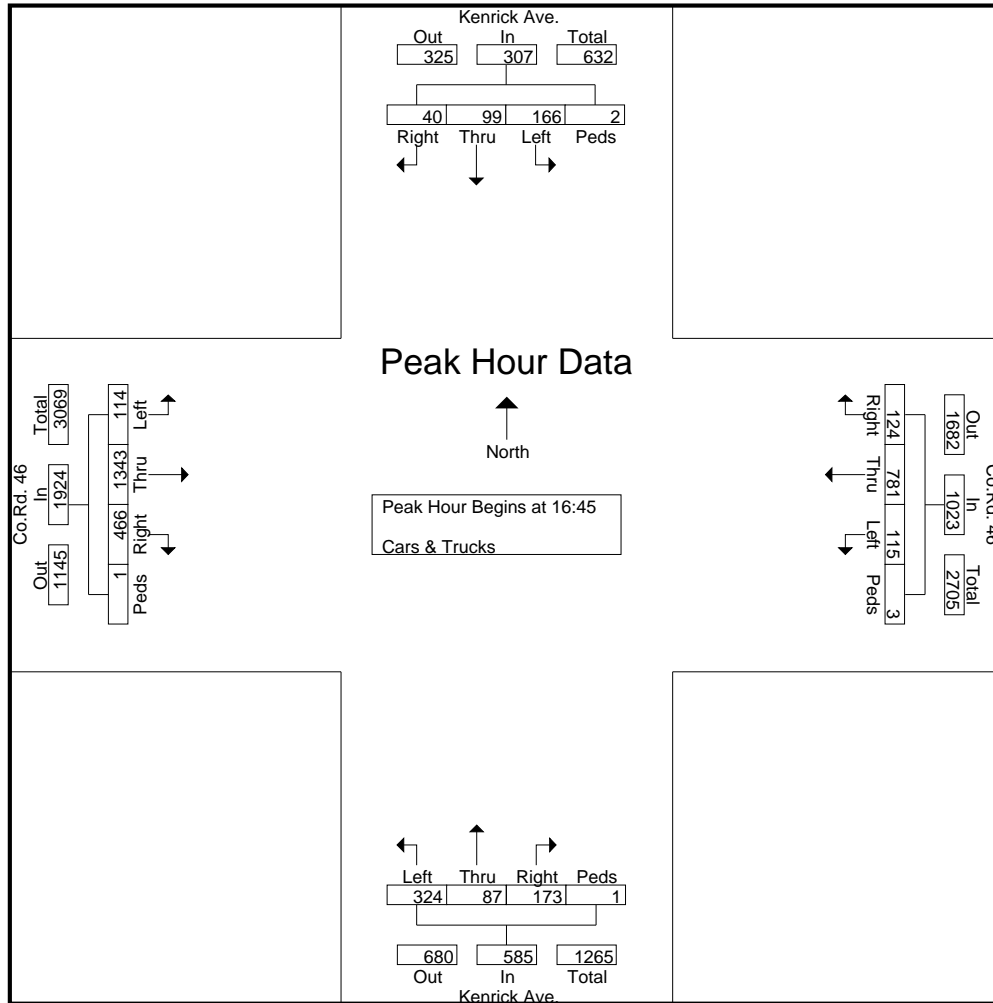 Kenrick Ave.
Out In Total
325 307 632
40 99 166 2
Right Thru Left Peds
Peak Hour Data
North
Peak Hour Begins at 16:45
Cars & Trucks
Co.Rd. 46
Total In Out
3069 1924 1145
114 1343 466 1
Left Thru Right Peds
Co.Rd. 46
Out In Total
1682 1023 2705
124 781 115 3
Right Thru Left Peds
Left Thru Right Peds
324 87 173 1
680 585 1265
Out In Total
Kenrick Ave.